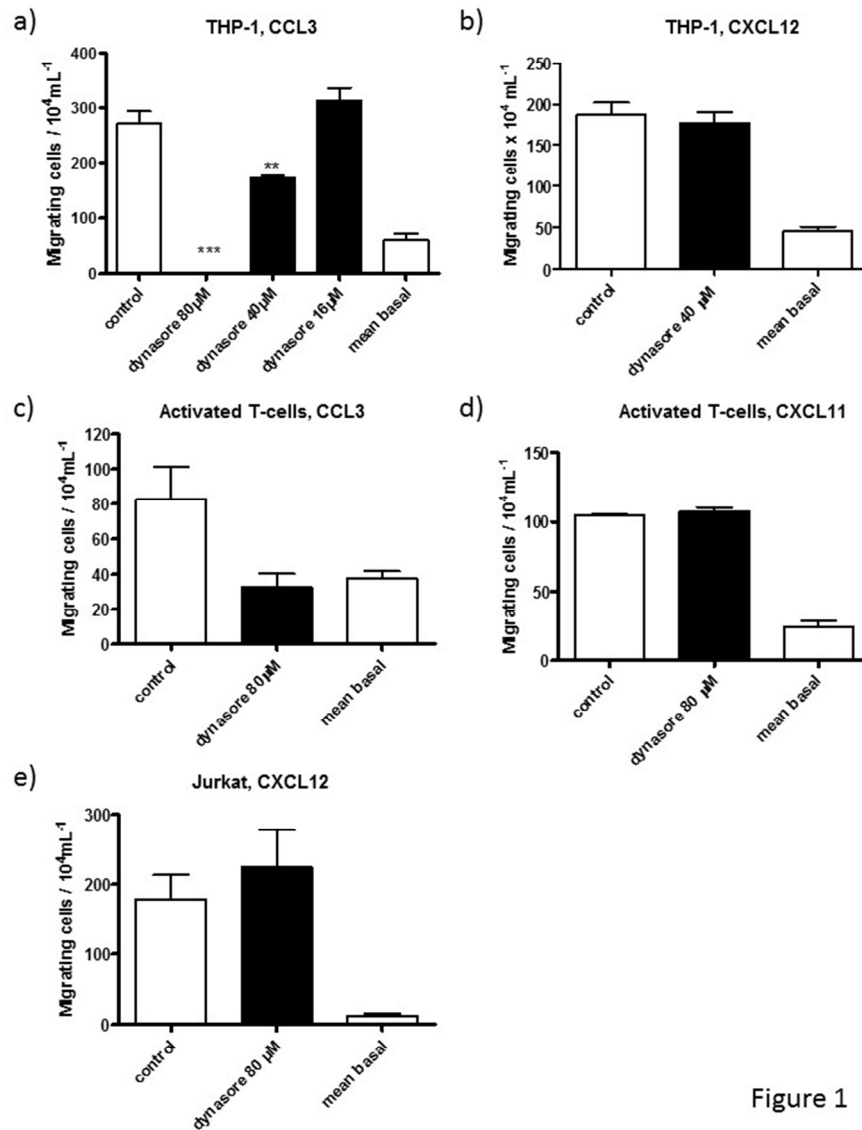 a)
THP-1, CCL3
Migrating cells / 10⁴mL⁻¹
400
300
200
100
0
***
**
control
dynasore 80µM
dynasore 40µM
dynasore 16µM
mean basal
b)
THP-1, CXCL12
Migrating cells x 10⁴ mL⁻¹
250
200
150
100
50
0
control
dynasore 40 µM
mean basal
c)
Activated T-cells, CCL3
Migrating cells / 10⁴mL⁻¹
120
100
80
60
40
20
0
control
dynasore 80µM
mean basal
d)
Activated T-cells, CXCL11
Migrating cells / 10⁴mL⁻¹
150
100
50
0
control
dynasore 80 µM
mean basal
e)
Jurkat, CXCL12
Migrating cells / 10⁴mL⁻¹
300
200
100
0
control
dynasore 80 µM
mean basal
Figure 1